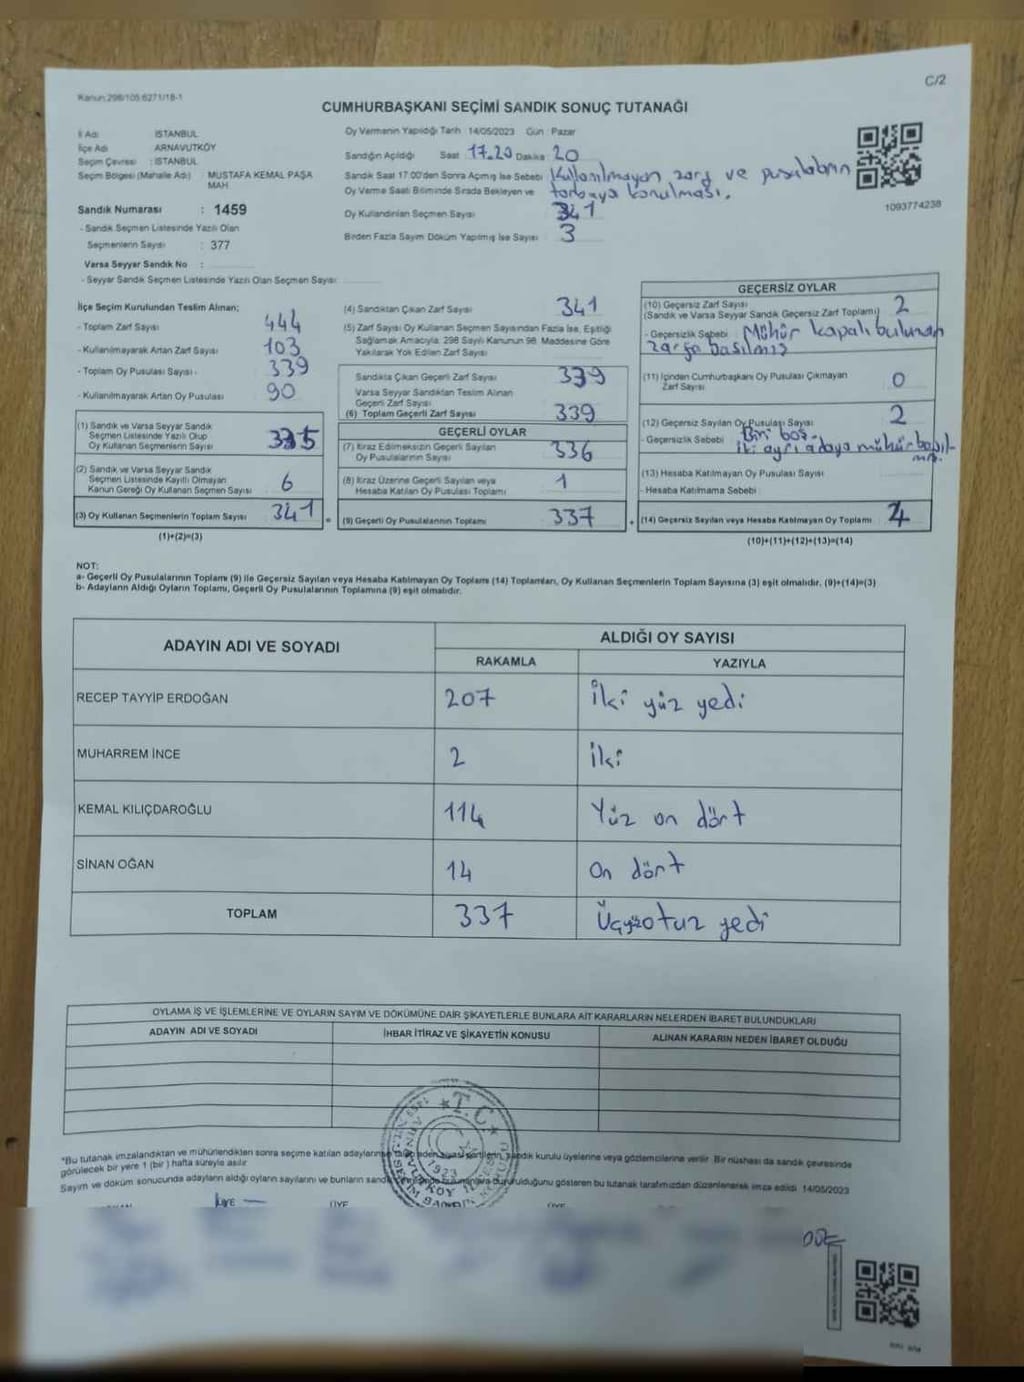 C/2
Kanun:298/105 6271/18-1
CUMHURBAŞKANI SEÇİMİ SANDIK SONUÇ TUTANAĞI
İl Adı : İSTANBUL
İlçe Adı : ARNAVUTKÖY
Seçim Çevresi : İSTANBUL
Seçim Bölgesi (Mahalle Adı) : MUSTAFA KEMAL PAŞA MAH
Sandık Numarası : 1459
- Sandık Seçmen Listesinde Yazılı Olan
Seçmenlerin Sayısı : 377
Varsa Seyyar Sandık No :
- Seyyar Sandık Seçmen Listesinde Yazılı Olan Seçmen Sayısı :
Oy Vermenin Yapıldığı Tarih 14/05/2023 Gün : Pazar
Sandığın Açıldığı Saat 17.20 Dakika 20
Sandık Saat 17:00'den Sonra Açılmış İse Sebebi Kullanılmayan zarf ve pusulaların
Oy Verme Saati Bitiminde Sırada Bekleyen ve torbaya konulması.
Oy Kullandırılan Seçmen Sayısı 341
Birden Fazla Sayım Döküm Yapılmış İse Sayısı 3
1093774238
İlçe Seçim Kurulundan Teslim Alınan;
- Toplam Zarf Sayısı 444
- Kullanılmayarak Artan Zarf Sayısı 103
- Toplam Oy Pusulası Sayısı 339
- Kullanılmayarak Artan Oy Pusulası 90
(1) Sandık ve Varsa Seyyar Sandık
Seçmen Listesinde Yazılı Olup
Oy Kullanan Seçmenlerin Sayısı 335
(2) Sandık ve Varsa Seyyar Sandık
Seçmen Listesinde Kayıtlı Olmayan
Kanun Gereği Oy Kullanan Seçmen Sayısı 6
(3) Oy Kullanan Seçmenlerin Toplam Sayısı 341
(1)+(2)=(3)
(4) Sandıktan Çıkan Zarf Sayısı 341
(5) Zarf Sayısı Oy Kullanan Seçmen Sayısından Fazla İse, Eşitliği
Sağlamak Amacıyla; 298 Sayılı Kanunun 98. Maddesine Göre
Yakılarak Yok Edilen Zarf Sayısı
Sandıkta Çıkan Geçerli Zarf Sayısı 339
Varsa Seyyar Sandıktan Teslim Alınan
Geçerli Zarf Sayısı
(6) Toplam Geçerli Zarf Sayısı 339
GEÇERLİ OYLAR
(7) İtiraz Edilmeksizin Geçerli Sayılan
Oy Pusulalarının Sayısı 336
(8) İtiraz Üzerine Geçerli Sayılan veya
Hesaba Katılan Oy Pusulası Toplamı 1
(9) Geçerli Oy Pusulalarının Toplamı 337
GEÇERSİZ OYLAR
(10) Geçersiz Zarf Sayısı
(Sandık ve Varsa Seyyar Sandık Geçersiz Zarf Toplamı) 2
- Geçersizlik Sebebi : Mühür kapalı bulunan
zarfa basılmış
(11) İçinden Cumhurbaşkanı Oy Pusulası Çıkmayan
Zarf Sayısı 0
(12) Geçersiz Sayılan Oy Pusulası Sayısı 2
- Geçersizlik Sebebi Biri boş,
iki ayrı adaya mühür basılmış.
(13) Hesaba Katılmayan Oy Pusulası Sayısı
- Hesaba Katılmama Sebebi
(14) Geçersiz Sayılan veya Hesaba Katılmayan Oy Toplamı 4
(10)+(11)+(12)+(13)=(14)
NOT:
a- Geçerli Oy Pusulalarının Toplamı (9) ile Geçersiz Sayılan veya Hesaba Katılmayan Oy Toplamı (14) Toplamları, Oy Kullanan Seçmenlerin Toplam Sayısına (3) eşit olmalıdır. (9)+(14)=(3)
b- Adayların Aldığı Oyların Toplamı, Geçerli Oy Pusulalarının Toplamına (9) eşit olmalıdır.
ADAYIN ADI VE SOYADI
ALDIĞI OY SAYISI
RAKAMLA YAZIYLA
RECEP TAYYİP ERDOĞAN 207 İki yüz yedi
MUHARREM İNCE 2 İki
KEMAL KILIÇDAROĞLU 114 Yüz on dört
SİNAN OĞAN 14 On dört
TOPLAM 337 Üçyüzotuz yedi
OYLAMA İŞ VE İŞLEMLERİNE VE OYLARIN SAYIM VE DÖKÜMÜNE DAİR ŞİKAYETLERLE BUNLARA AİT KARARLARIN NELERDEN İBARET BULUNDUKLARI
ADAYIN ADI VE SOYADI İHBAR İTİRAZ VE ŞİKAYETİN KONUSU ALINAN KARARIN NEDEN İBARET OLDUĞU
T.C.
1923
*Bu tutanak imzalandıktan ve mühürlendikten sonra seçime katılan adayların sandık kurulu üyelerine veya gözlemcilerine verilir. Bir nüshası da sandık çevresinde
görülecek bir yere 1 (bir) hafta süreyle asılır.
Sayım ve döküm sonucunda adayların aldığı oyların sayılarını ve bunların gösteren bu tutanak tarafımızdan düzenlenerek imza edildi. 14/05/2023
ÜYE ÜYE